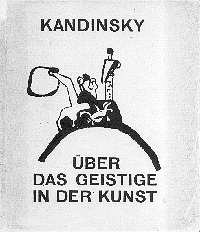 KANDINSKY
ÜBER
DAS GEISTIGE
IN DER KUNST